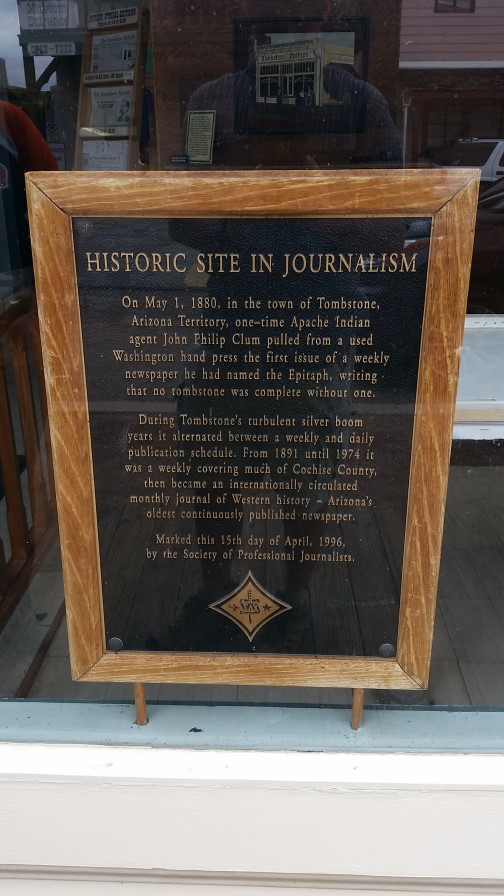 HISTORIC SITE IN JOURNALISM
On May 1, 1880, in the town of Tombstone,
Arizona Territory, one-time Apache Indian
agent John Philip Clum pulled from a used
Washington hand press the first issue of a weekly
newspaper he had named the Epitaph, writing
that no tombstone was complete without one.
During Tombstone's turbulent silver boom
years it alternated between a weekly and daily
publication schedule. From 1891 until 1974 it
was a weekly covering much of Cochise County,
then became an internationally circulated
monthly journal of Western history – Arizona's
oldest continuously published newspaper.
Marked this 15th day of April, 1996,
by the Society of Professional Journalists.